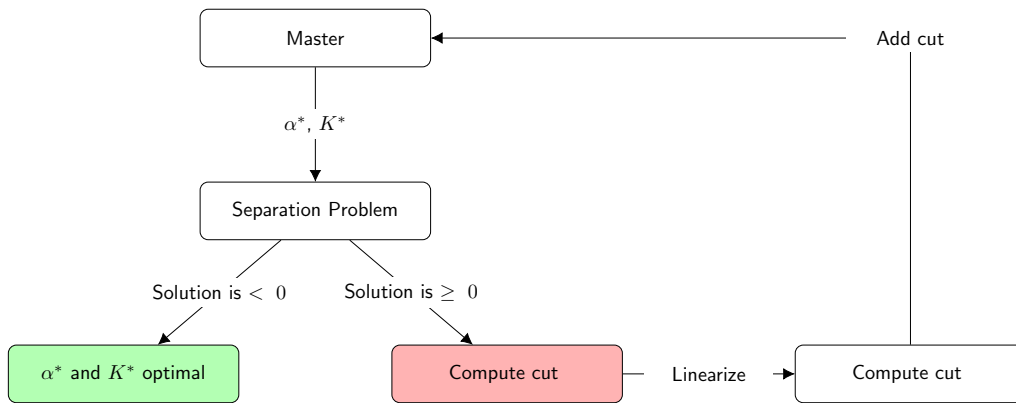 Master
Add cut
α*, K*
Separation Problem
Solution is < 0
Solution is ≥ 0
α* and K* optimal
Compute cut
Linearize
Compute cut